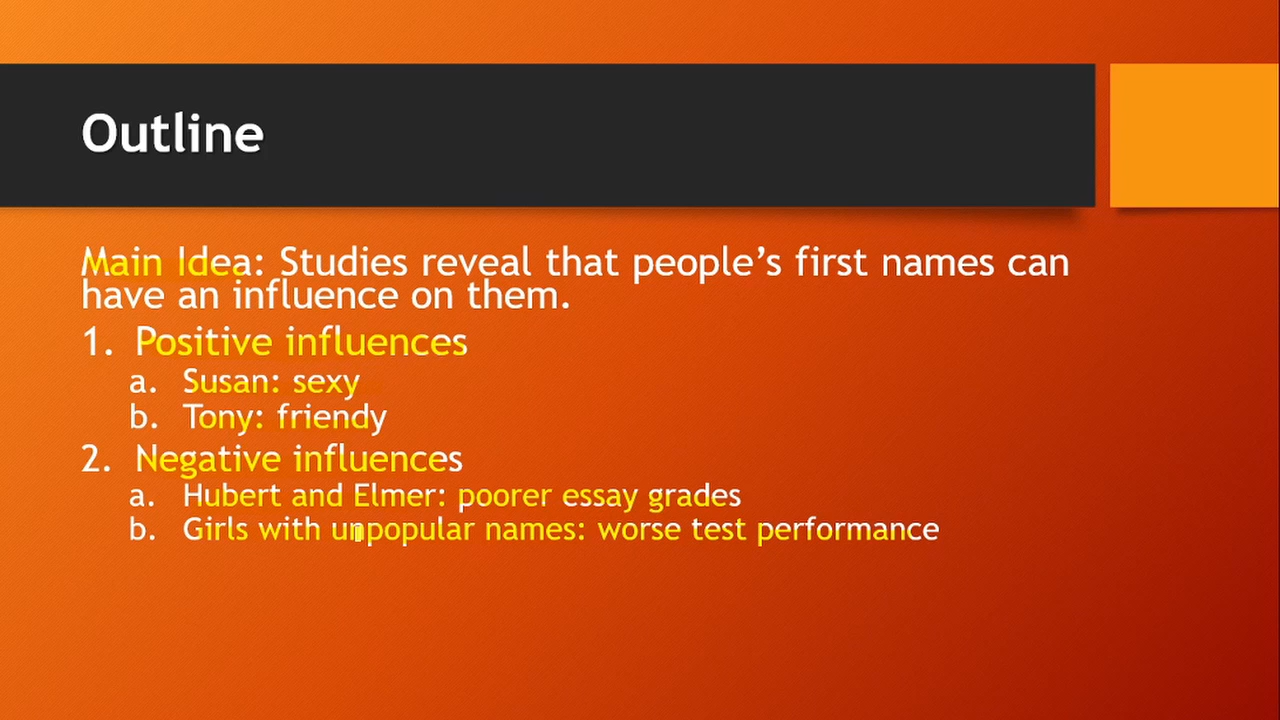 Outline
Main Idea: Studies reveal that people’s first names can
have an influence on them.
1. Positive influences
a. Susan: sexy
b. Tony: friendy
2. Negative influences
a. Hubert and Elmer: poorer essay grades
b. Girls with unpopular names: worse test performance